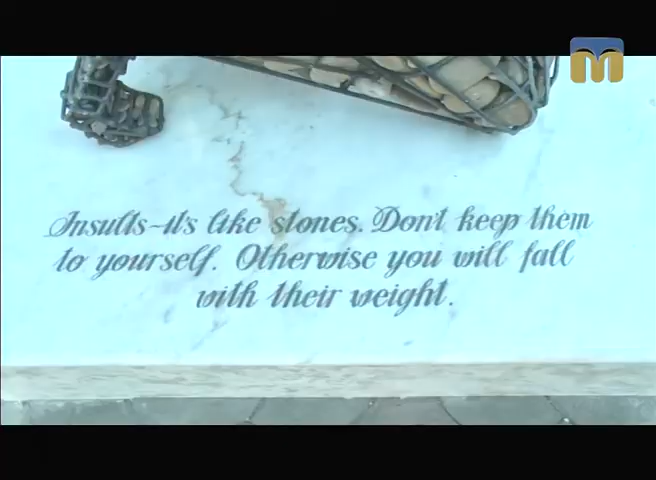 Insults-it's like stones. Don't keep them
to yourself. Otherwise you will fall
with their weight.